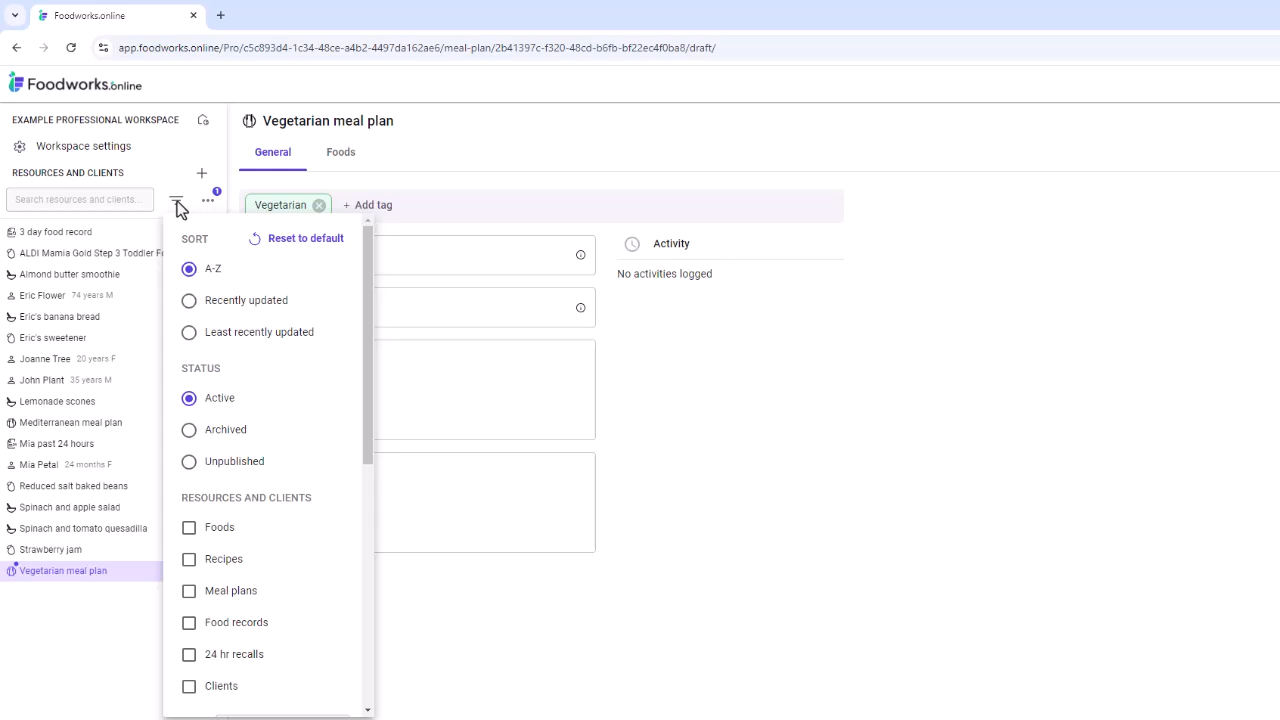 Foodworks.online
app.foodworks.online/Pro/c5c893d4-1c34-48ce-a4b2-4497da162ae6/meal-plan/2b41397c-f320-48cd-b6fb-bf22ec4f0ba8/draft/
Foodworks.online
EXAMPLE PROFESSIONAL WORKSPACE
Workspace settings
RESOURCES AND CLIENTS
Search resources and clients...
1
3 day food record
ALDI Mamia Gold Step 3 Toddler Fo
Almond butter smoothie
Eric Flower 74 years M
Eric's banana bread
Eric's sweetener
Joanne Tree 20 years F
John Plant 35 years M
Lemonade scones
Mediterranean meal plan
Mia past 24 hours
Mia Petal 24 months F
Reduced salt baked beans
Spinach and apple salad
Spinach and tomato quesadilla
Strawberry jam
Vegetarian meal plan
SORT
Reset to default
A-Z
Recently updated
Least recently updated
STATUS
Active
Archived
Unpublished
RESOURCES AND CLIENTS
Foods
Recipes
Meal plans
Food records
24 hr recalls
Clients
Vegetarian meal plan
General
Foods
Vegetarian
+ Add tag
Activity
No activities logged